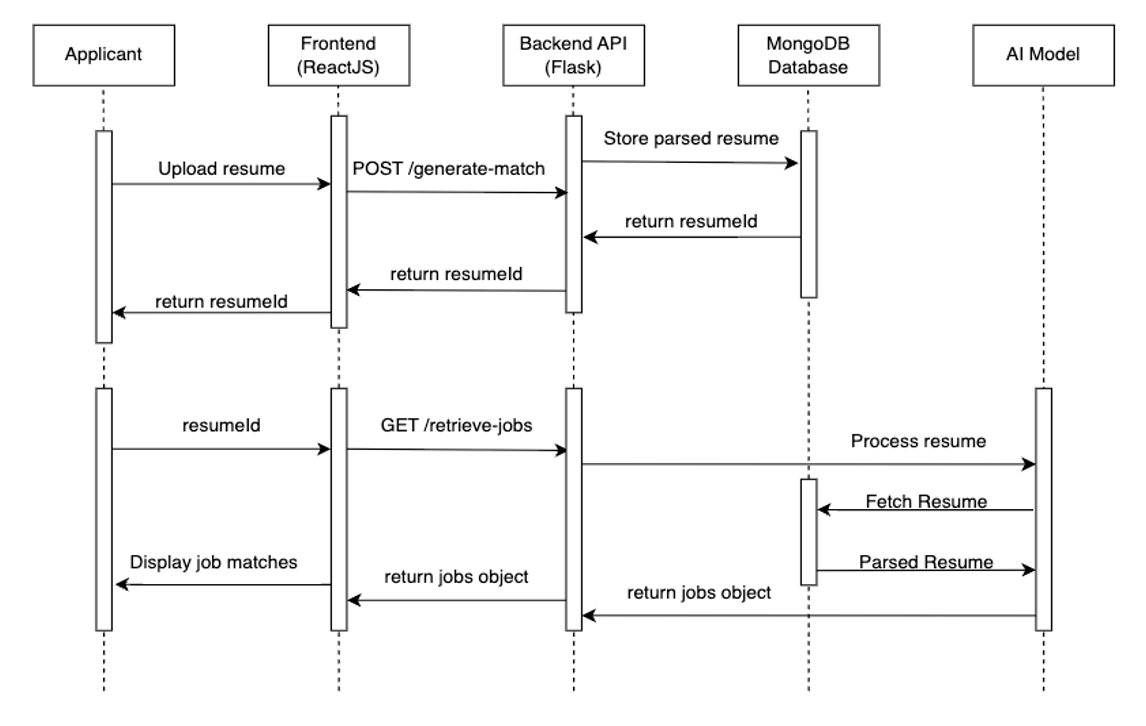 Applicant
Frontend
(ReactJS)
Backend API
(Flask)
MongoDB
Database
AI Model
Store parsed resume
Upload resume
POST /generate-match
return resumeId
return resumeId
return resumeId
resumeId
GET /retrieve-jobs
Process resume
Fetch Resume
Display job matches
Parsed Resume
return jobs object
return jobs object